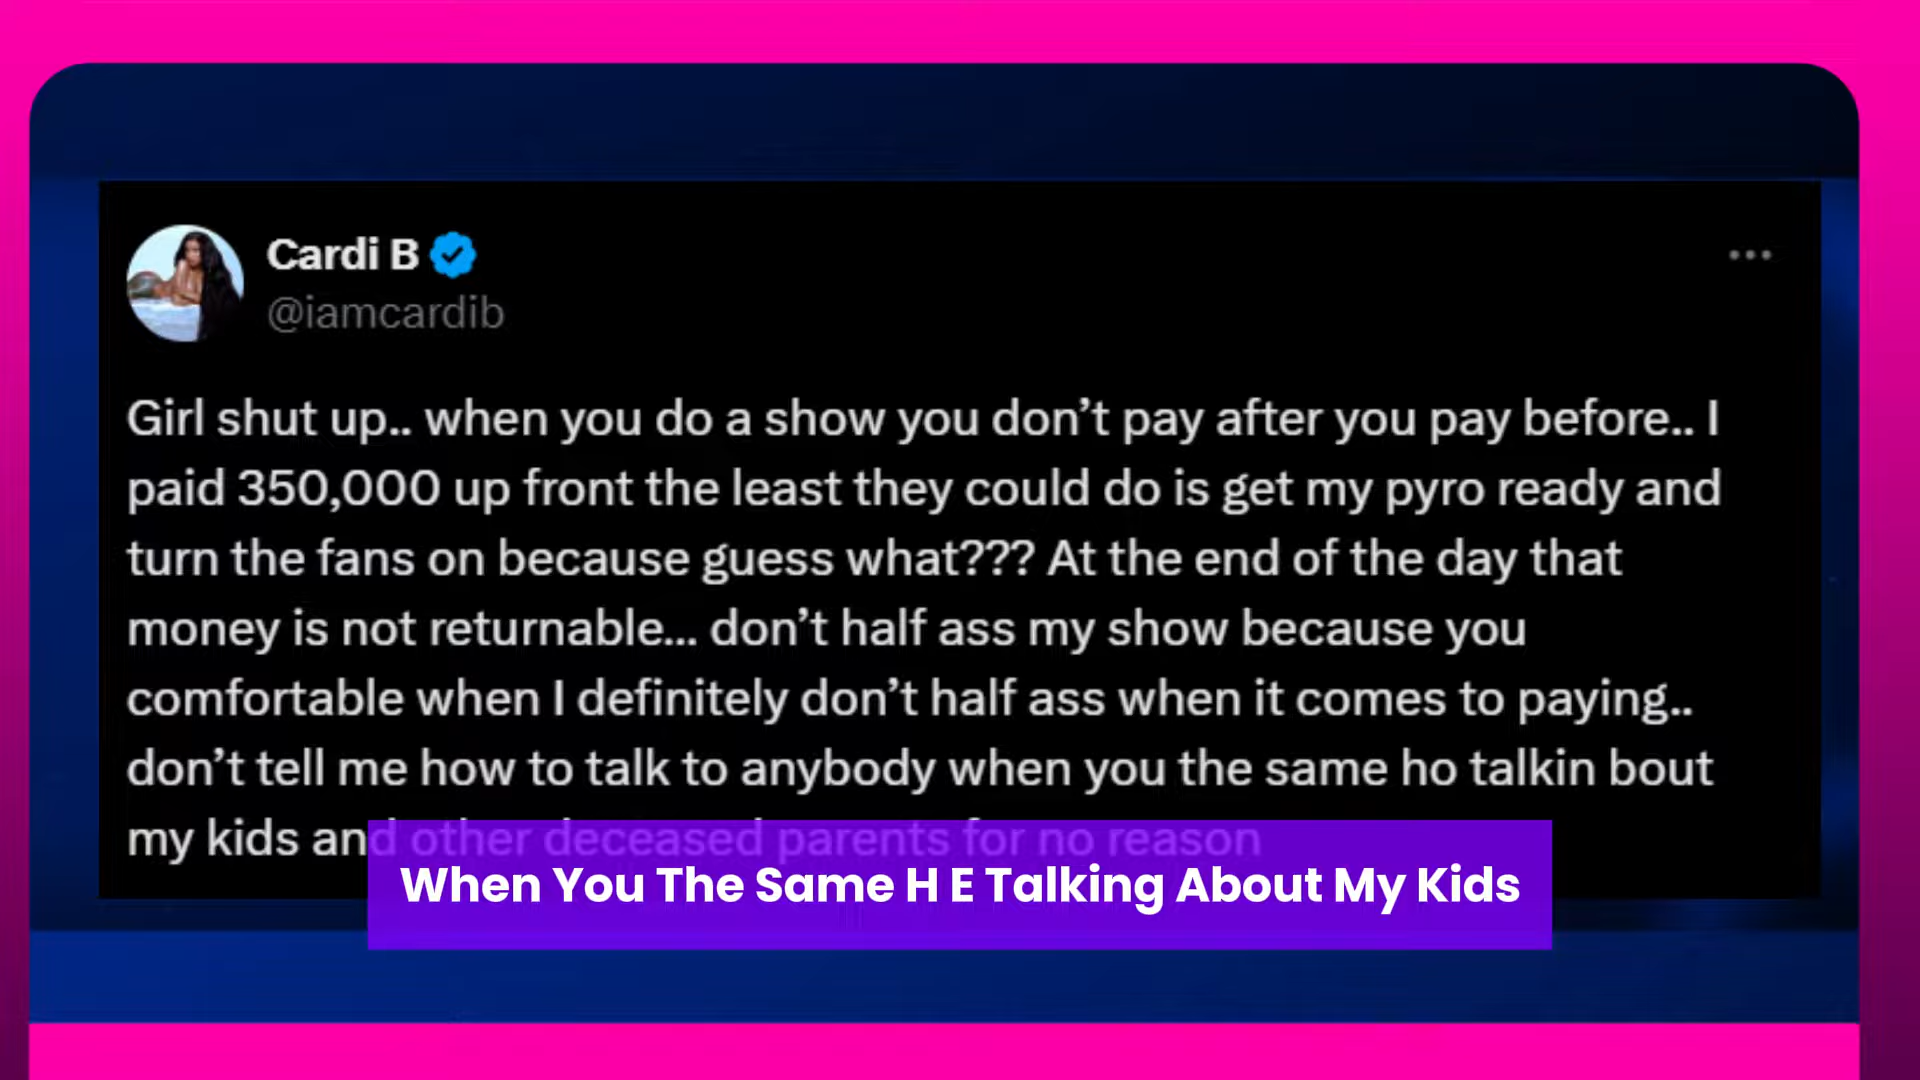 Cardi B
@iamcardib
Girl shut up.. when you do a show you don’t pay after you pay before.. I
paid 350,000 up front the least they could do is get my pyro ready and
turn the fans on because guess what??? At the end of the day that
money is not returnable... don’t half ass my show because you
comfortable when I definitely don’t half ass when it comes to paying..
don’t tell me how to talk to anybody when you the same ho talkin bout
my kids and other deceased parents for no reason
When You The Same H E Talking About My Kids